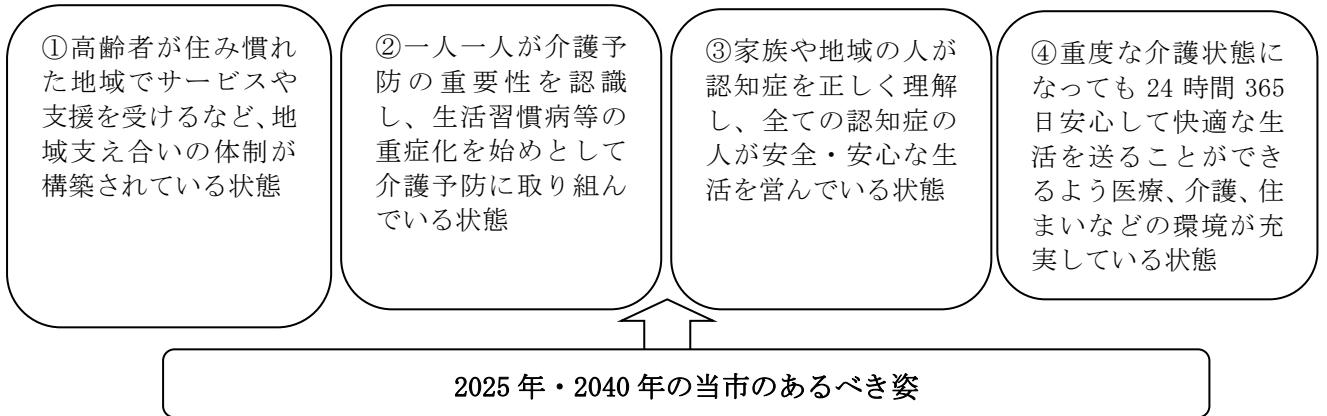 ①高齢者が住み慣れ
た地域でサービスや
支援を受けるなど、地
域支え合いの体制が
構築されている状態
②一人一人が介護予
防の重要性を認識
し、生活習慣病等の
重症化を始めとして
介護予防に取り組ん
でいる状態
③家族や地域の人が
認知症を正しく理解
し、全ての認知症の
人が安全・安心な生
活を営んでいる状態
④重度な介護状態に
なっても 24 時間 365
日安心して快適な生
活を送ることができ
るよう医療、介護、住
まいなどの環境が充
実している状態
2025 年・2040 年の当市のあるべき姿